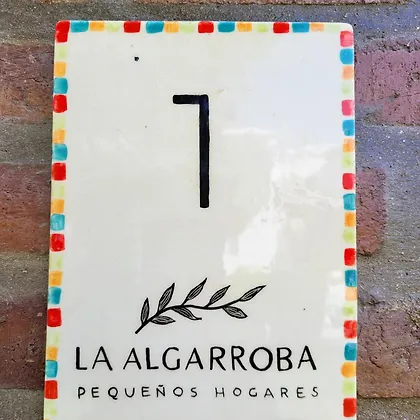 1
LA ALGARROBA
PEQUEÑOS HOGARES